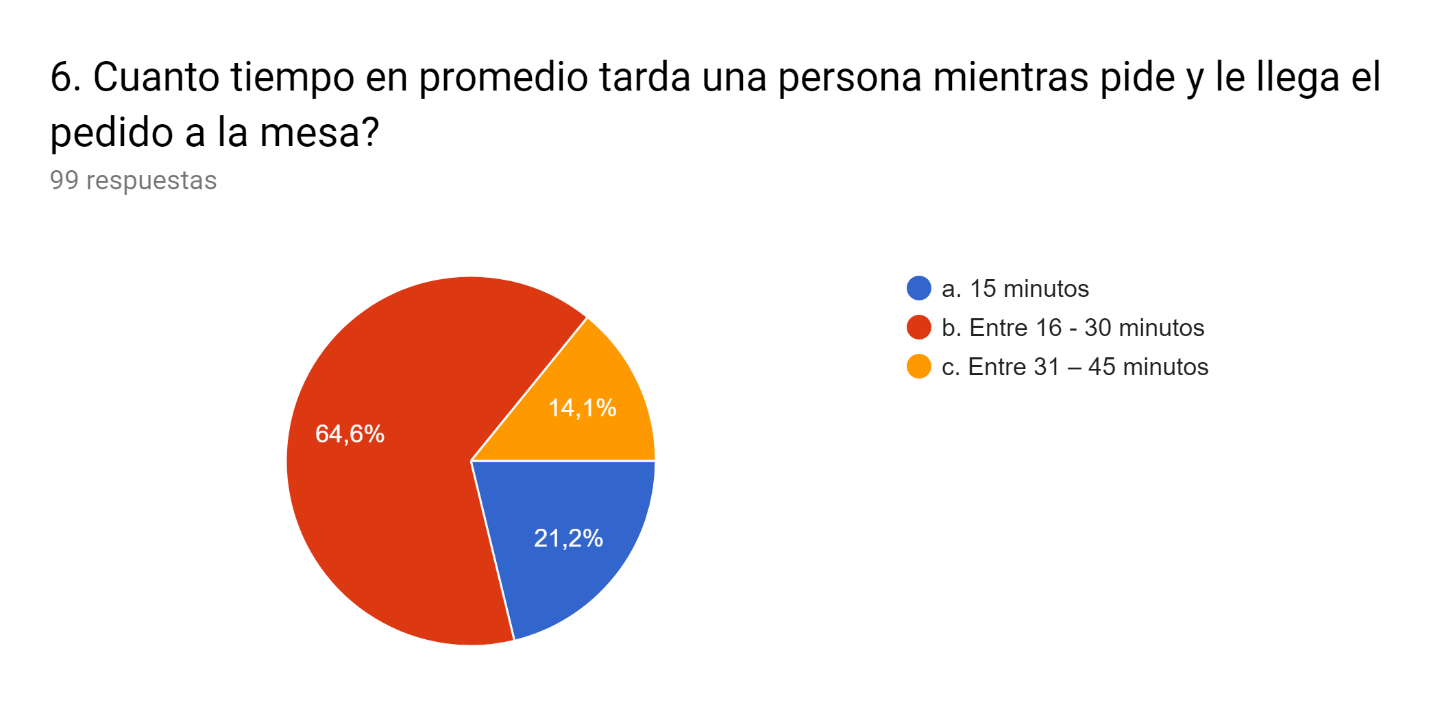 6. Cuanto tiempo en promedio tarda una persona mientras pide y le llega el
pedido a la mesa?
99 respuestas
a. 15 minutos
b. Entre 16 - 30 minutos
c. Entre 31 – 45 minutos
14,1%
64,6%
21,2%